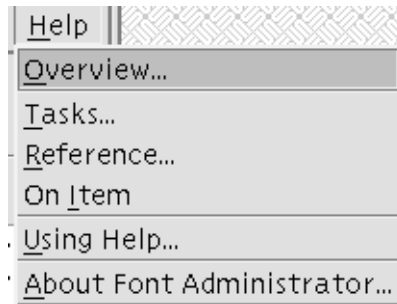 Help
Overview...
Tasks...
Reference...
On Item
Using Help...
About Font Administrator...